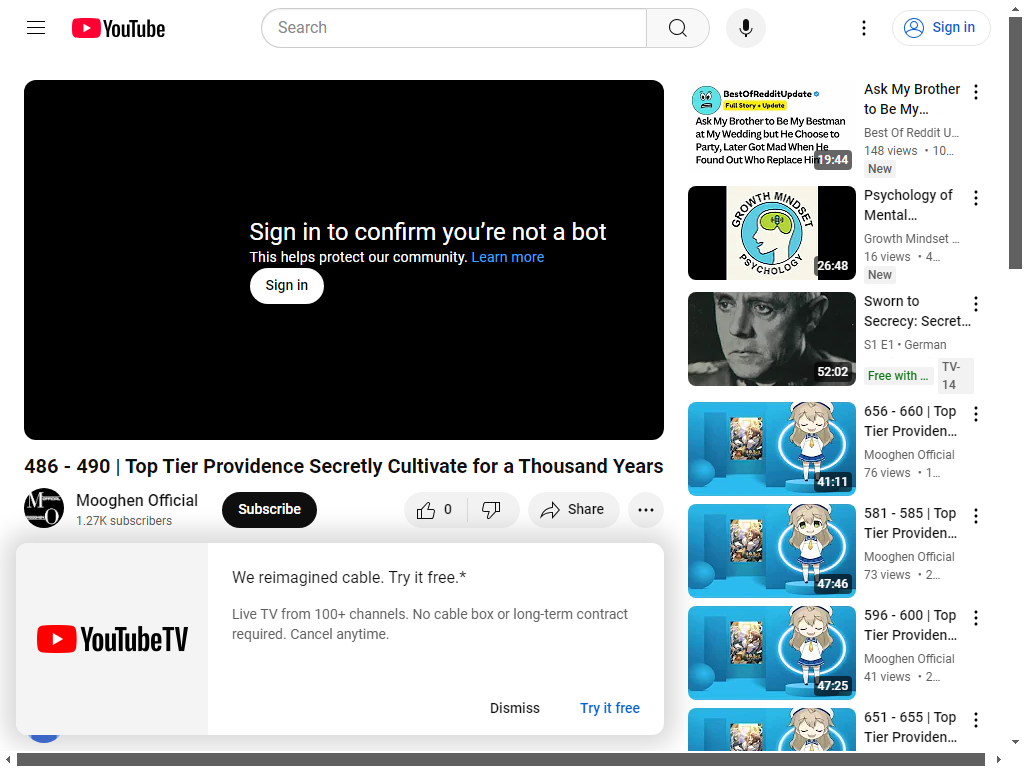 YouTube
Search
Sign in
Sign in to confirm you’re not a bot
This helps protect our community. Learn more
Sign in
486 - 490 | Top Tier Providence Secretly Cultivate for a Thousand Years
Mooghen Official
1.27K subscribers
Subscribe
0
Share
YouTubeTV
We reimagined cable. Try it free.*
Live TV from 100+ channels. No cable box or long-term contract
required. Cancel anytime.
Dismiss
Try it free
BestOfRedditUpdate
Full Story + Update
Ask My Brother to Be My Bestman
at My Wedding but He Choose to
Party, Later Got Mad When He
Found Out Who Replace Him
19:44
Ask My Brother
to Be My…
Best Of Reddit U…
148 views • 10…
New
GROWTH MINDSET
PSYCHOLOGY
26:48
Psychology of
Mental…
Growth Mindset …
16 views • 4…
New
52:02
Sworn to
Secrecy: Secret…
S1 E1 • German
Free with …
TV-
14
41:11
656 - 660 | Top
Tier Providen…
Mooghen Official
76 views • 1…
47:46
581 - 585 | Top
Tier Providen…
Mooghen Official
73 views • 2…
47:25
596 - 600 | Top
Tier Providen…
Mooghen Official
41 views • 2…
651 - 655 | Top
Tier Providen…